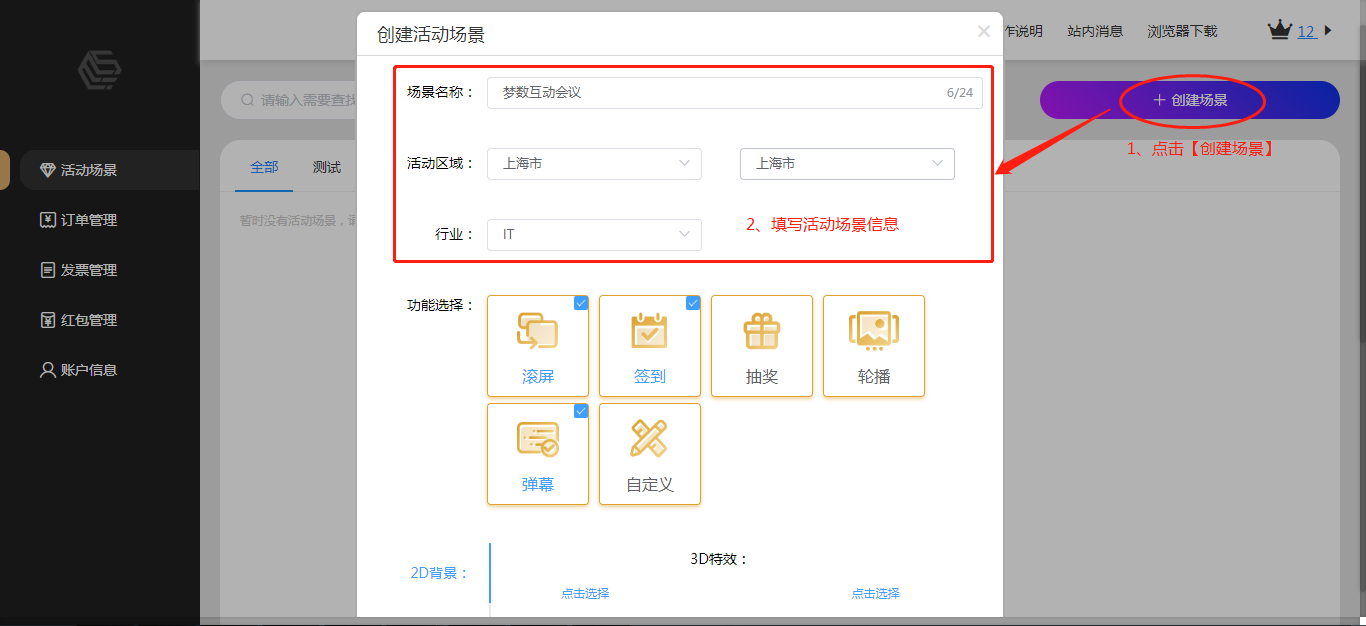 创建活动场景
作说明 站内消息 浏览器下载 12
请输入需要查找
创建场景
1、点击【创建场景】
活动场景
订单管理
发票管理
红包管理
账户信息
全部 测试
暂时没有活动场景，请
场景名称： 梦数互动会议 6/24
活动区域： 上海市 上海市
行业： IT
2、填写活动场景信息
功能选择：
滚屏 签到 抽奖 轮播
弹幕 自定义
3D特效：
2D背景：
点击选择 点击选择